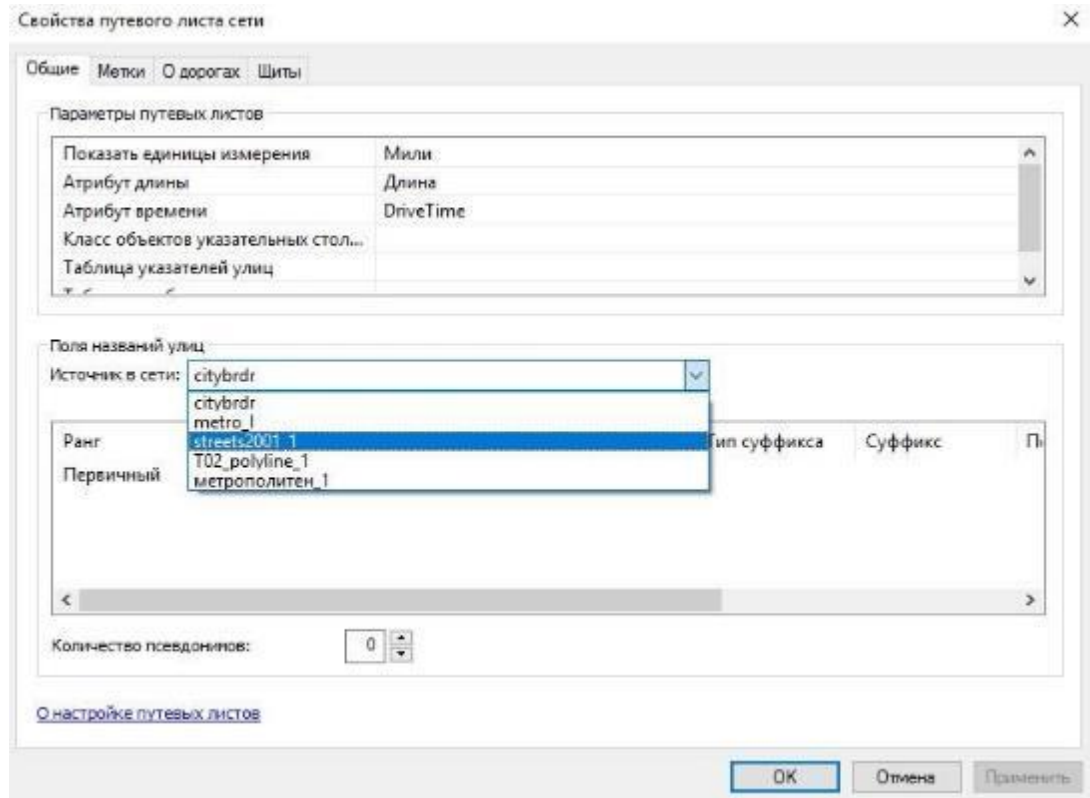 Свойства путевого листа сети
Общие Метки О дорогах Щиты
Параметры путевых листов
Показать единицы измерения Мили
Атрибут длины Длина
Атрибут времени DriveTime
Класс объектов указательных стол...
Таблица указателей улиц
Поля названий улиц
Источник в сети: citybrdr
citybrdr
metro_l
Ранг streets2001_1 Тип суффикса Суффикс
T02_polyline_1
Первичный метрополитен_1
Количество псевдонимов: 0
О настройке путевых листов
OK Отмена Применить